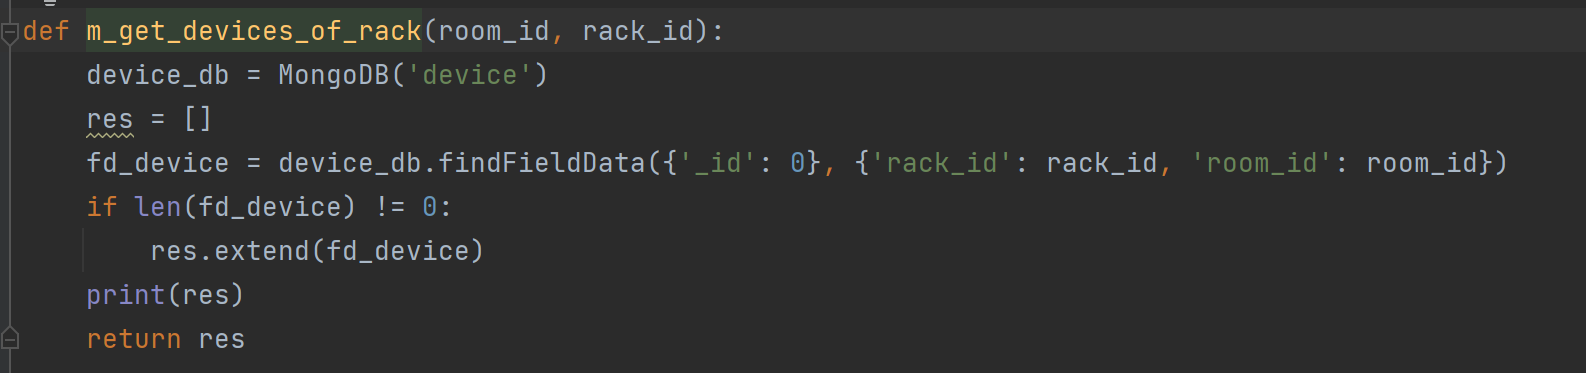 def m_get_devices_of_rack(room_id, rack_id):
    device_db = MongoDB('device')
    res = []
    fd_device = device_db.findFieldData({'_id': 0}, {'rack_id': rack_id, 'room_id': room_id})
    if len(fd_device) != 0:
        res.extend(fd_device)
    print(res)
    return res